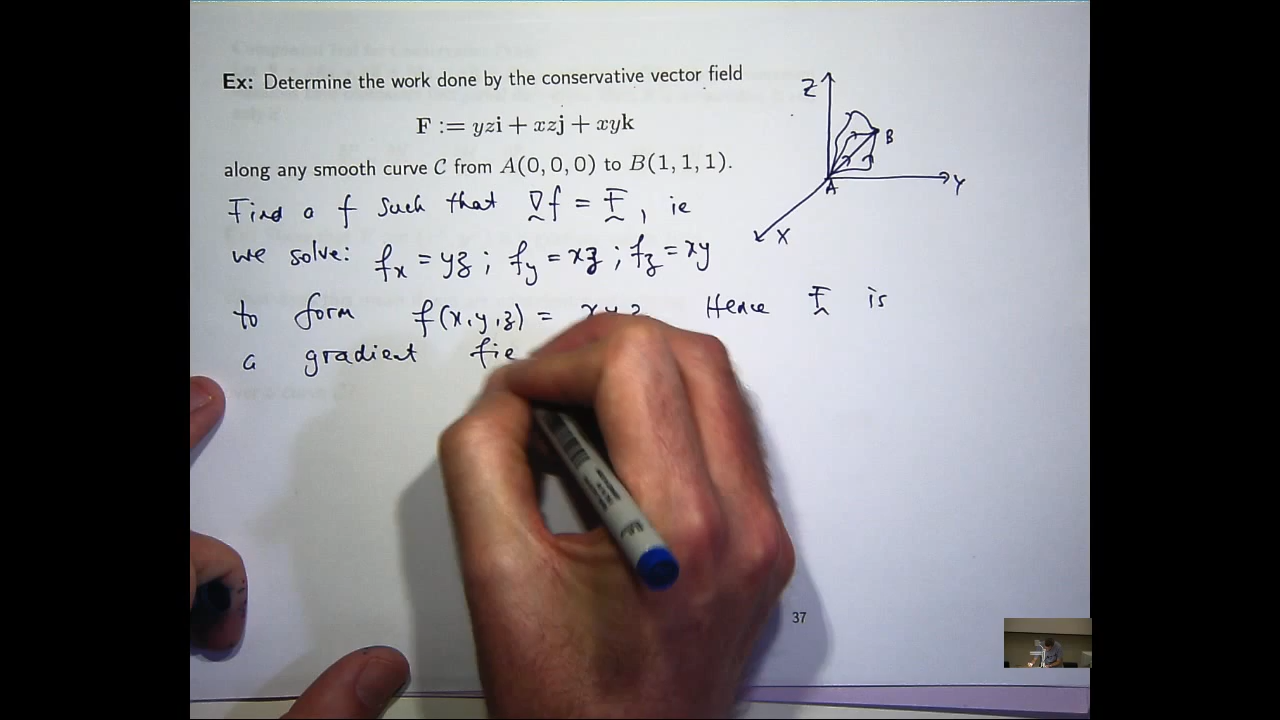 Ex: Determine the work done by the conservative vector field
F := yzi + xzj + xyk
along any smooth curve C from A(0, 0, 0) to B(1, 1, 1).
Find a f such that ∇f = F, ie
we solve: fx = yz ; fy = xz ; fz = xy
to form f(x,y,z) = Hence F is
a gradient
Z
B
A
Y
X
37